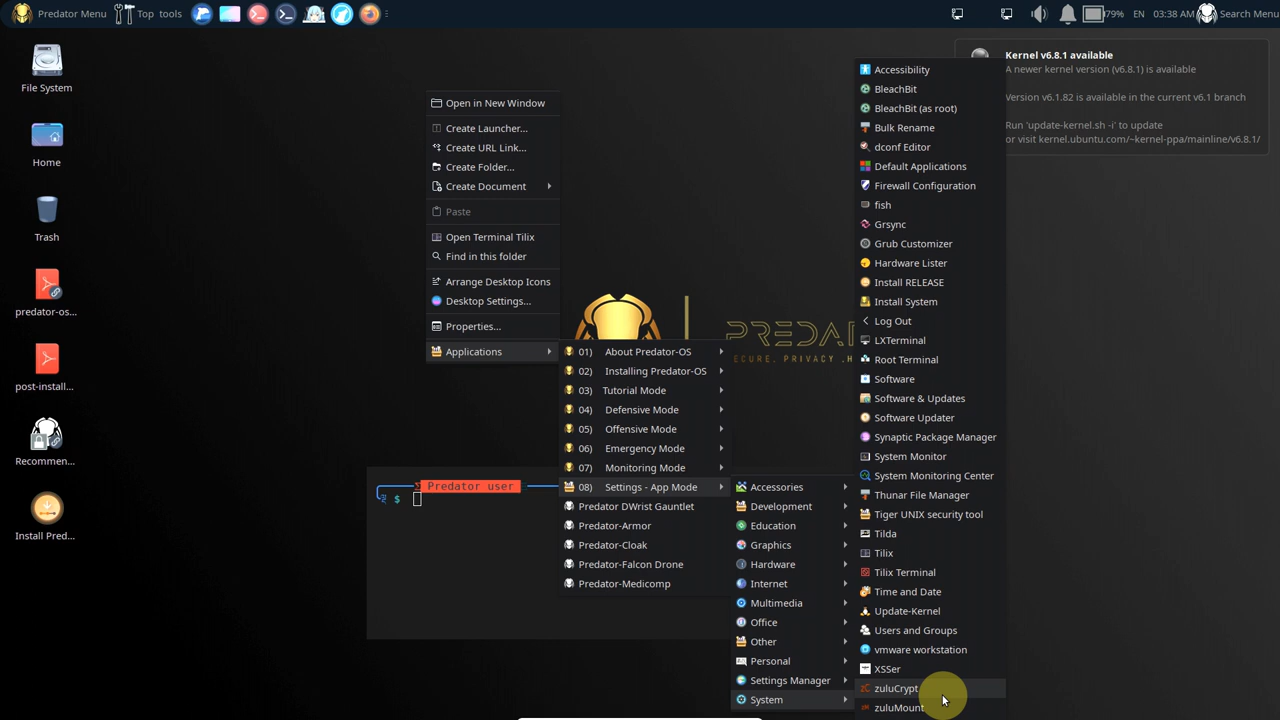 Predator Menu
Top tools
79%
EN
03:38 AM
Search Menu
File System
Home
Trash
predator-os...
post-install...
Recommen...
Install Pred...
Kernel v6.8.1 available
A newer kernel version (v6.8.1) is available
Version v6.1.82 is available in the current v6.1 branch
Run 'update-kernel.sh -i' to update
or visit kernel.ubuntu.com/~kernel-ppa/mainline/v6.8.1/
Open in New Window
Create Launcher...
Create URL Link...
Create Folder...
Create Document
Paste
Open Terminal Tilix
Find in this folder
Arrange Desktop Icons
Desktop Settings...
Properties...
Applications
01) About Predator-OS
02) Installing Predator-OS
03) Tutorial Mode
04) Defensive Mode
05) Offensive Mode
06) Emergency Mode
07) Monitoring Mode
08) Settings - App Mode
Predator DWrist Gauntlet
Predator-Armor
Predator-Cloak
Predator-Falcon Drone
Predator-Medicomp
Accessories
Development
Education
Graphics
Hardware
Internet
Multimedia
Office
Other
Personal
Settings Manager
System
Accessibility
BleachBit
BleachBit (as root)
Bulk Rename
dconf Editor
Default Applications
Firewall Configuration
fish
Grsync
Grub Customizer
Hardware Lister
Install RELEASE
Install System
Log Out
LXTerminal
Root Terminal
Software
Software & Updates
Software Updater
Synaptic Package Manager
System Monitor
System Monitoring Center
Thunar File Manager
Tiger UNIX security tool
Tilda
Tilix
Tilix Terminal
Time and Date
Update-Kernel
Users and Groups
vmware workstation
XSSer
zuluCrypt
zuluMount
PREDA
SECURE. PRIVACY .H
Predator user
$